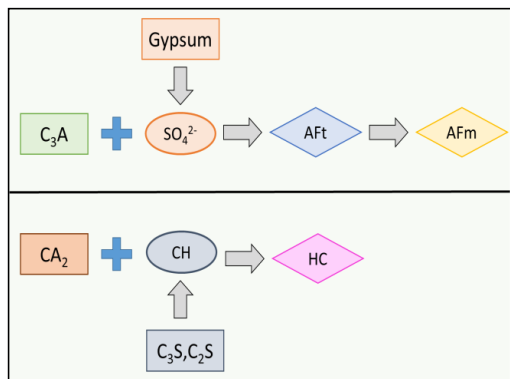 Gypsum
C₃A
SO₄²⁻
AFt
AFm
CA₂
CH
HC
C₃S,C₂S